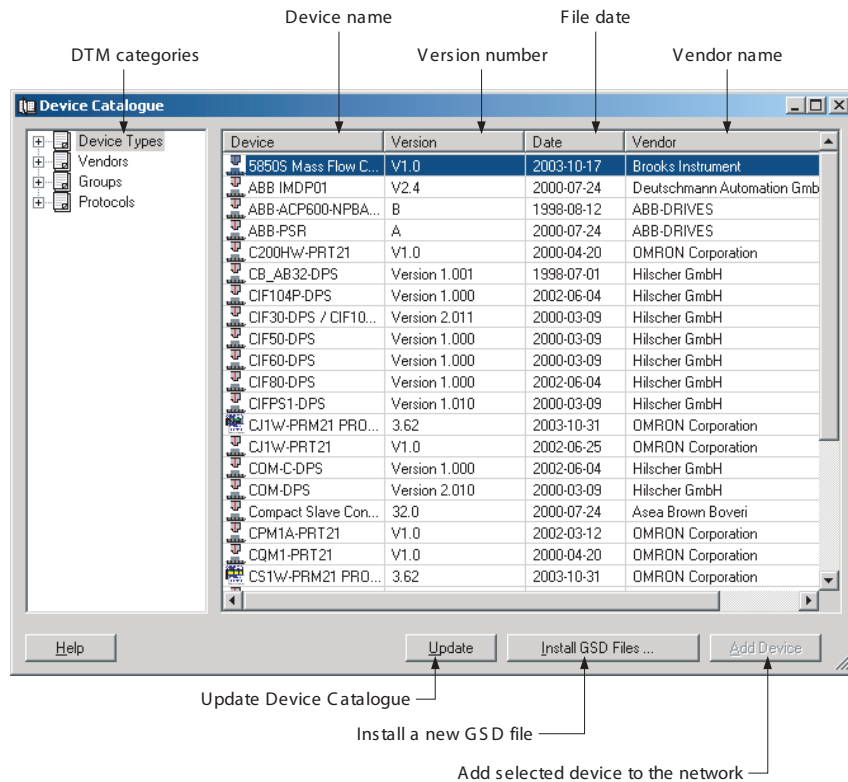 Device name
File date
DTM categories
Version number
Vendor name
Device Catalogue
Device Types
Vendors
Groups
Protocols
Device Version Date Vendor
5850S Mass Flow C... V1.0 2003-10-17 Brooks Instrument
ABB IMDP01 V2.4 2000-07-24 Deutschmann Automation Gmb
ABB-ACP600-NPBA... B 1998-08-12 ABB-DRIVES
ABB-PSR A 2000-07-24 ABB-DRIVES
C200HW-PRT21 V1.0 2000-04-20 OMRON Corporation
CB_AB32-DPS Version 1.001 1998-07-01 Hilscher GmbH
CIF104P-DPS Version 1.000 2002-06-04 Hilscher GmbH
CIF30-DPS / CIF10... Version 2.011 2000-03-09 Hilscher GmbH
CIF50-DPS Version 1.000 2000-03-09 Hilscher GmbH
CIF60-DPS Version 1.000 2000-03-09 Hilscher GmbH
CIF80-DPS Version 1.000 2002-06-04 Hilscher GmbH
CIFPS1-DPS Version 1.010 2000-03-09 Hilscher GmbH
CJ1W-PRM21 PRO... 3.62 2003-10-31 OMRON Corporation
CJ1W-PRT21 V1.0 2002-06-25 OMRON Corporation
COM-C-DPS Version 1.000 2002-06-04 Hilscher GmbH
COM-DPS Version 2.010 2000-03-09 Hilscher GmbH
Compact Slave Con... 32.0 2000-07-24 Asea Brown Boveri
CPM1A-PRT21 V1.0 2002-03-12 OMRON Corporation
CQM1-PRT21 V1.0 2000-04-20 OMRON Corporation
CS1W-PRM21 PRO... 3.62 2003-10-31 OMRON Corporation
Help
Update
Install GSD Files ...
Add Device
Update Device Catalogue
Install a new GSD file
Add selected device to the network